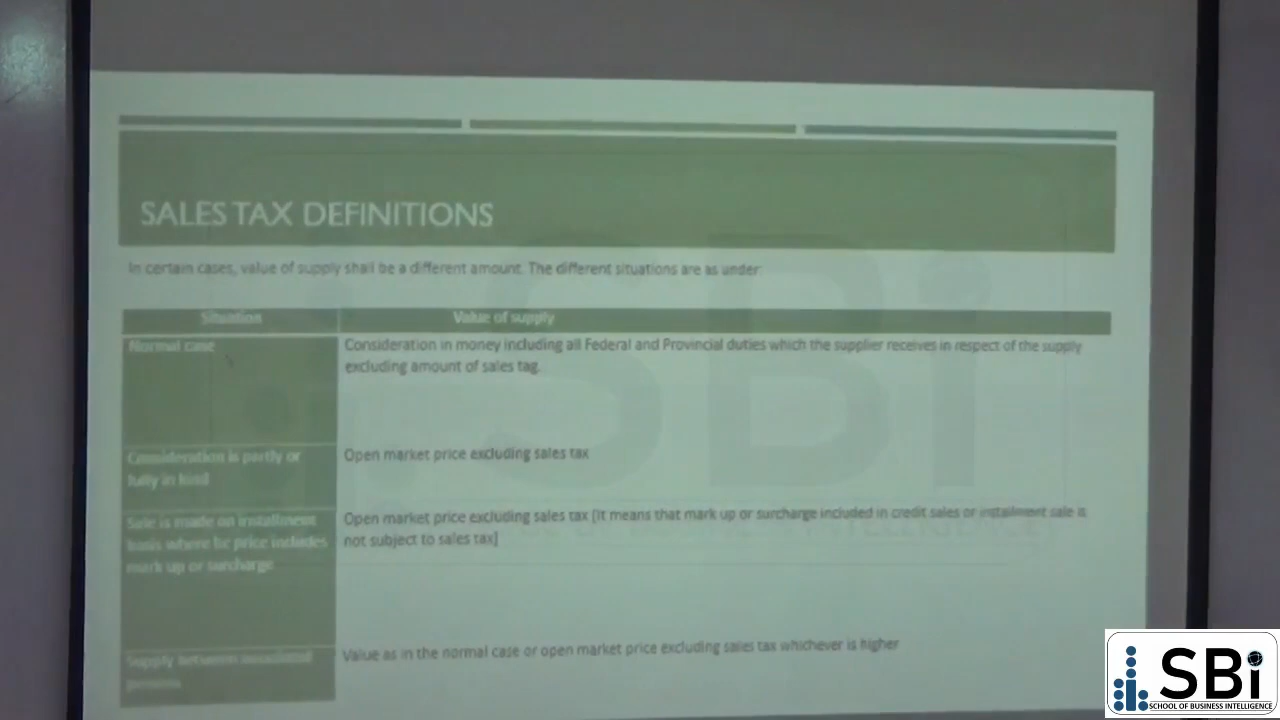 SALES TAX DEFINITIONS
In certain cases, value of supply shall be a different amount. The different situations are as under:
Situation Value of supply
Normal case
Consideration in money including all Federal and Provincial duties which the supplier receives in respect of the supply
excluding amount of sales tag.
Consideration is partly or
fully in kind
Open market price excluding sales tax
Sale is made on installment
basis where he price includes
mark up or surcharge
Open market price excluding sales tax [It means that mark up or surcharge included in credit sales or installment sale is
not subject to sales tax]
Supply between associated
persons
Value as in the normal case or open market price excluding sales tax whichever is higher
SBi
SCHOOL OF BUSINESS INTELLIGENCE